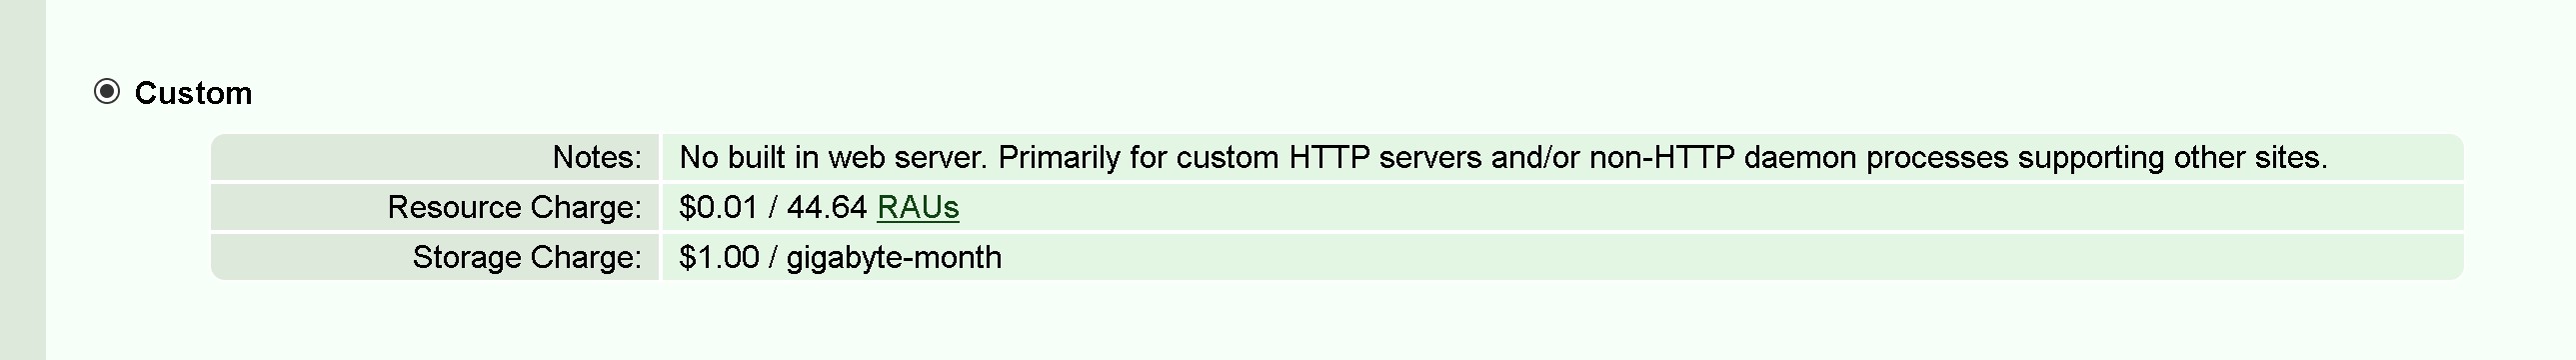 Custom
Notes: No built in web server. Primarily for custom HTTP servers and/or non-HTTP daemon processes supporting other sites.
Resource Charge: $0.01 / 44.64 RAUs
Storage Charge: $1.00 / gigabyte-month